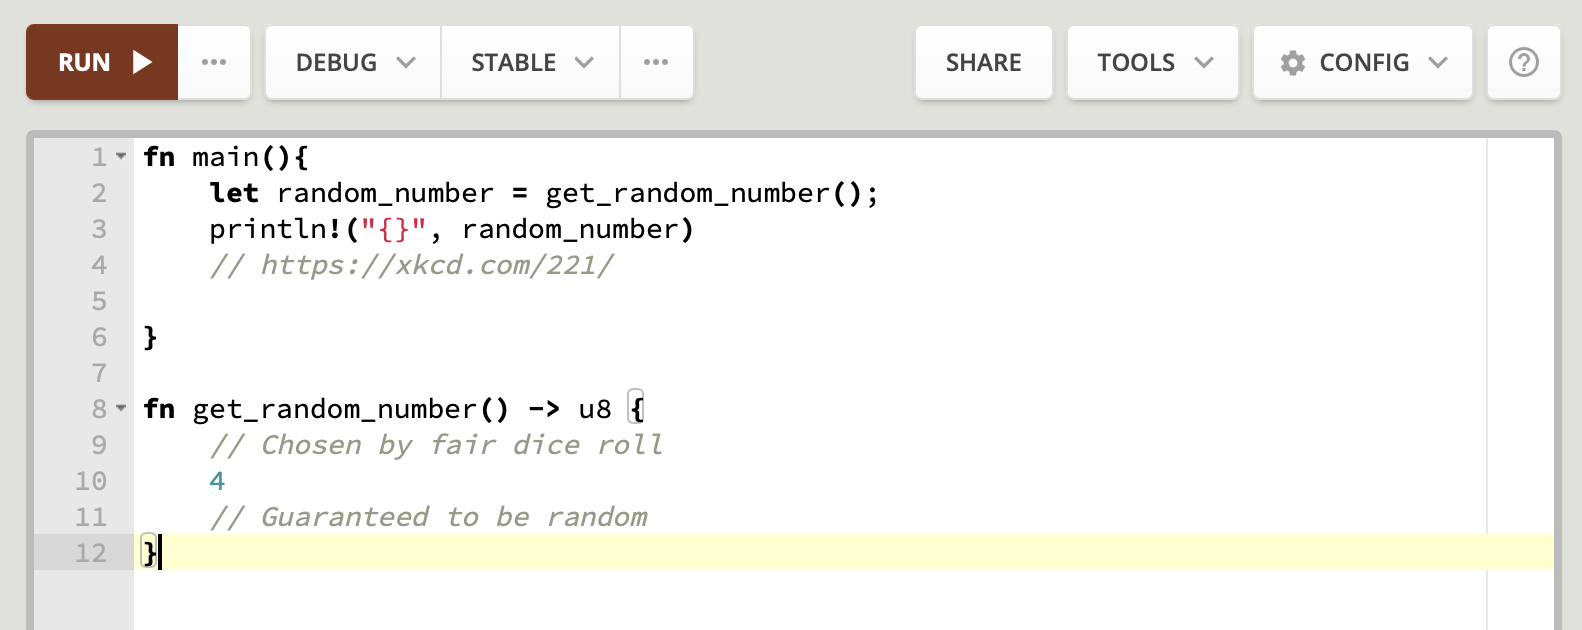 RUN ··· DEBUG STABLE ··· SHARE TOOLS CONFIG ?
1 fn main(){
2     let random_number = get_random_number();
3     println!("{}", random_number)
4     // https://xkcd.com/221/
5
6 }
7
8 fn get_random_number() -> u8 {
9     // Chosen by fair dice roll
10     4
11     // Guaranteed to be random
12 }